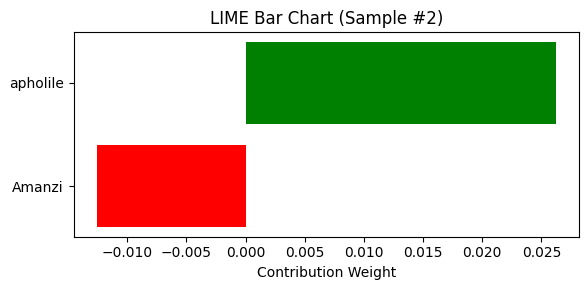 LIME Bar Chart (Sample #2)
apholile
Amanzi
−0.010 −0.005 0.000 0.005 0.010 0.015 0.020 0.025
Contribution Weight